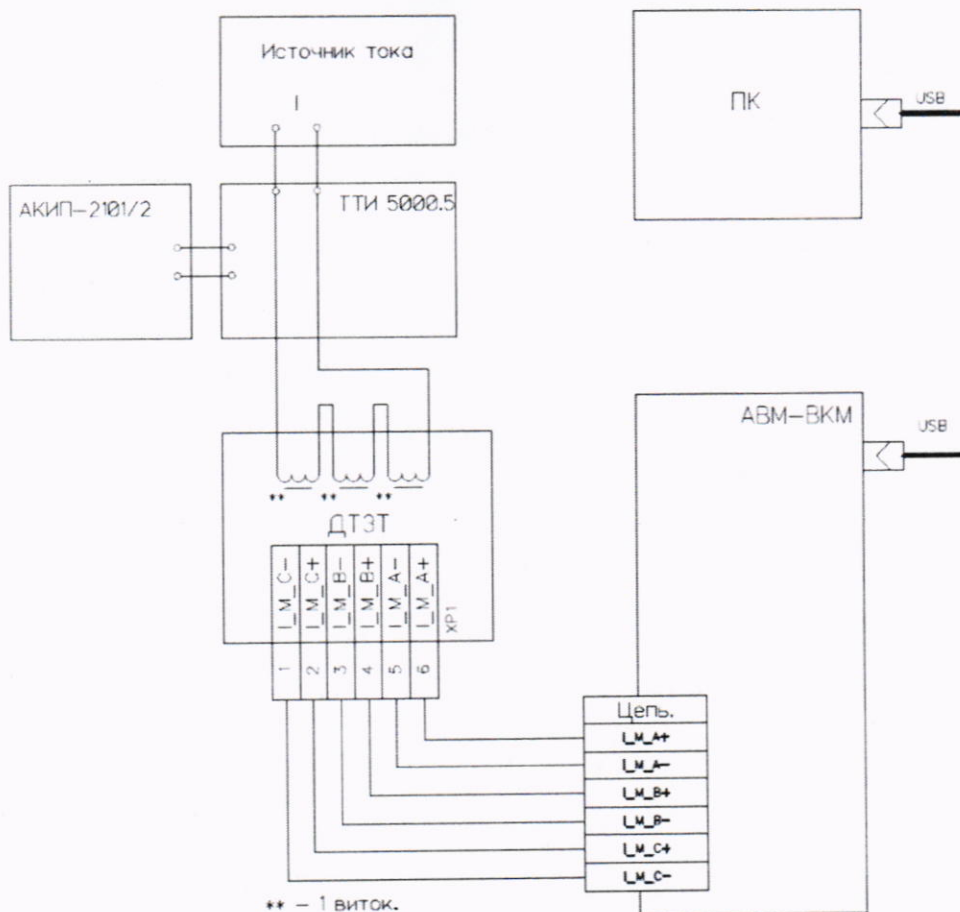 Источник тока
I
ПК
USB
АКИП-2101/2
ТТИ 5000.5
АВМ-ВКМ
USB
** ** **
ДТЭТ
I_M_C-
I_M_C+
I_M_B-
I_M_B+
I_M_A-
I_M_A+
XP1
1 2 3 4 5 6
Цепь.
I_M_A+
I_M_A-
I_M_B+
I_M_B-
I_M_C+
I_M_C-
** - 1 виток.